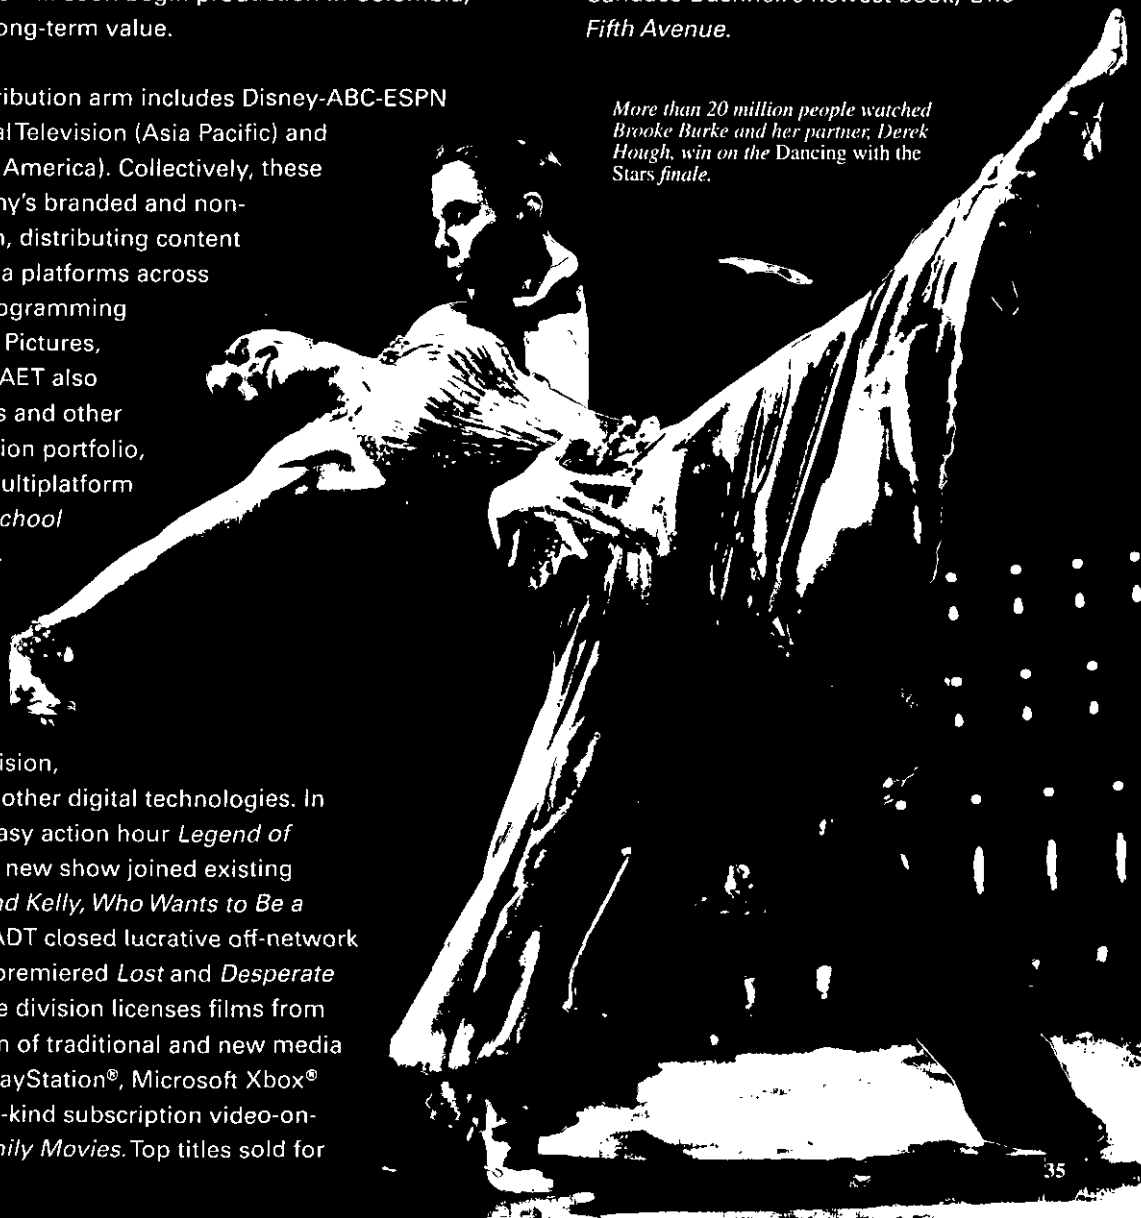 ong-term value.
ribution arm includes Disney-ABC-ESPN
al Television (Asia Pacific) and
America). Collectively, these
ny's branded and non-
n, distributing content
a platforms across
ogramming
Pictures,
AET also
s and other
ion portfolio,
ultiplatform
chool
ision,
other digital technologies. In
asy action hour Legend of
new show joined existing
nd Kelly, Who Wants to Be a
ADT closed lucrative off-network
premiered Lost and Desperate
e division licenses films from
n of traditional and new media
ayStation®, Microsoft Xbox®
-kind subscription video-on-
mily Movies. Top titles sold for
Fifth Avenue.
More than 20 million people watched
Brooke Burke and her partner, Derek
Hough, win on the Dancing with the
Stars finale.
35